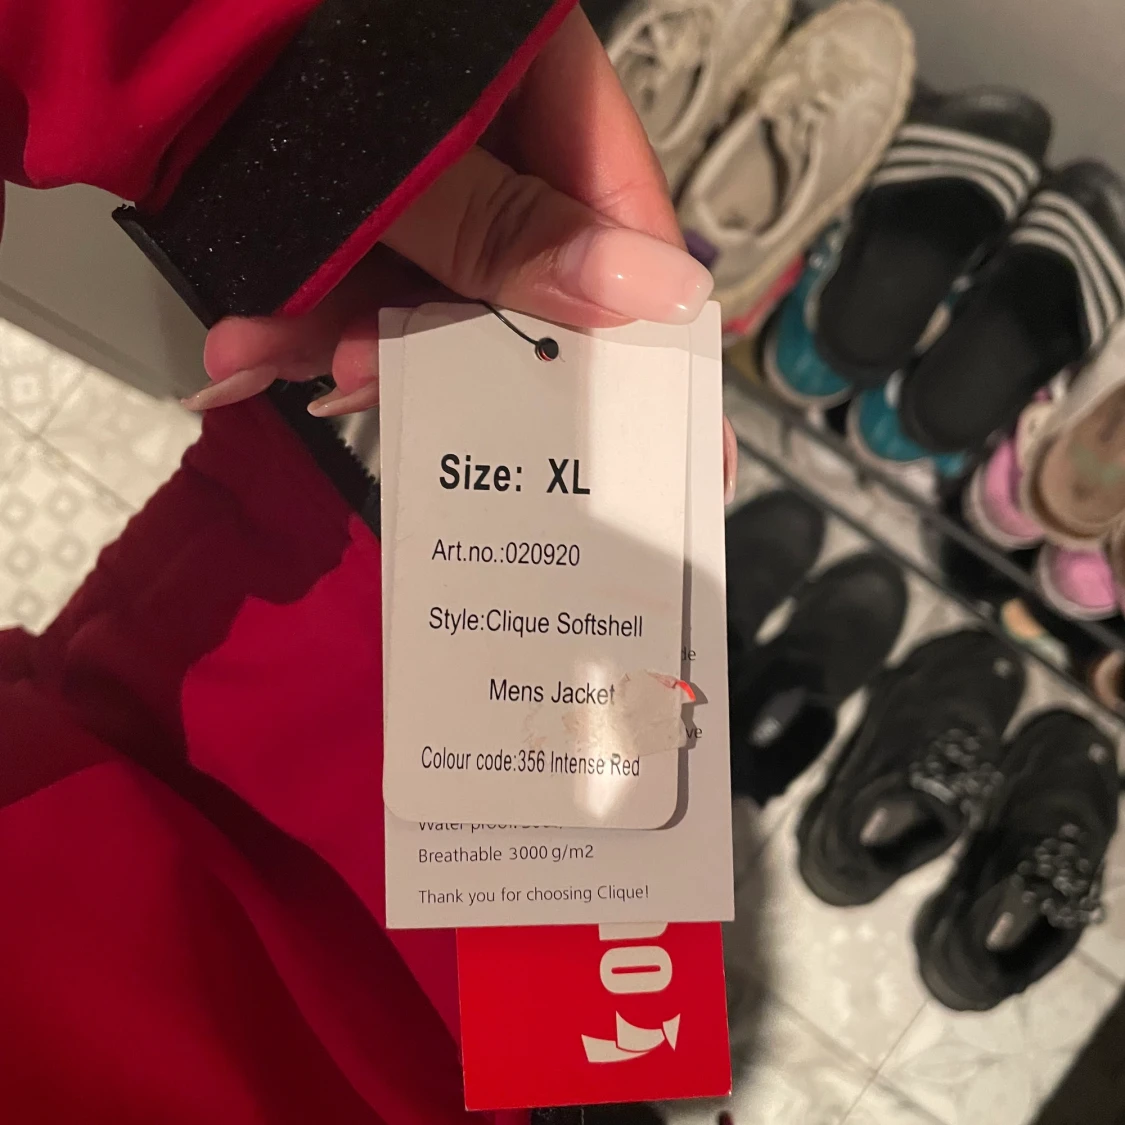 Size: XL
Art.no.:020920
Style:Clique Softshell
Mens Jacket
Colour code:356 Intense Red
Breathable 3000 g/m2
Thank you for choosing Clique!